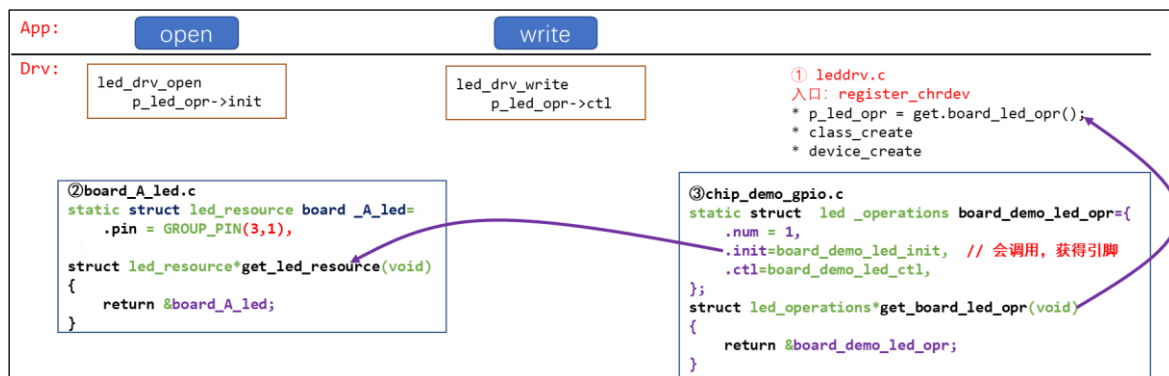 App:
open
write
Drv:
led_drv_open
p_led_opr->init
led_drv_write
p_led_opr->ctl
① leddrv.c
入口: register_chrdev
* p_led_opr = get.board_led_opr();
* class_create
* device_create
②board_A_led.c
static struct led_resource board _A_led=
.pin = GROUP_PIN(3,1),
struct led_resource*get_led_resource(void)
{
return &board_A_led;
}
③chip_demo_gpio.c
static struct led _operations board_demo_led_opr={
.num = 1,
.init=board_demo_led_init, // 会调用，获得引脚
.ctl=board_demo_led_ctl,
};
struct led_operations*get_board_led_opr(void)
{
return &board_demo_led_opr;
}